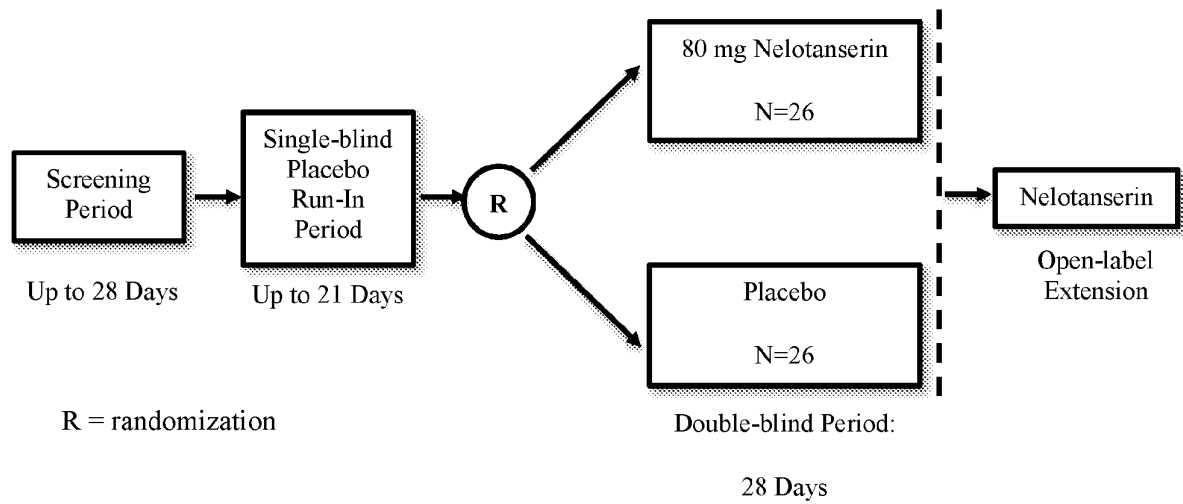 Screening
Period
Up to 28 Days
Single-blind
Placebo
Run-In
Period
Up to 21 Days
R
80 mg Nelotanserin
N=26
Placebo
N=26
Double-blind Period:
28 Days
Nelotanserin
Open-label
Extension
R = randomization